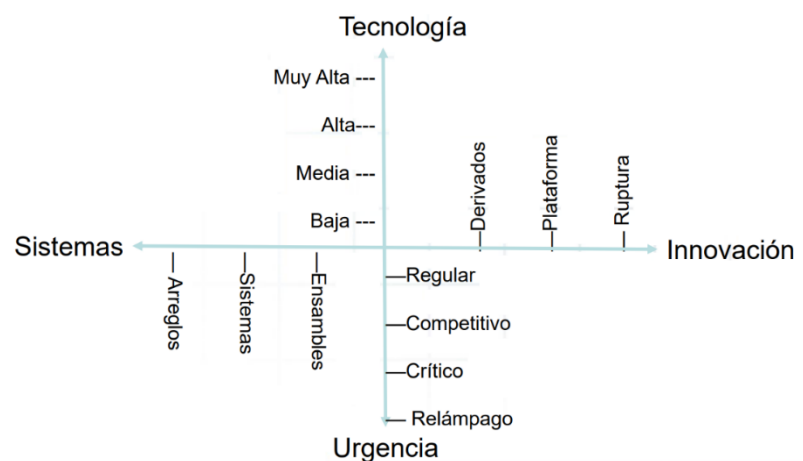 Tecnología
Muy Alta ---
Alta---
Media ---
Baja---
Derivados
Plataforma
Ruptura
Sistemas
Innovación
Arreglos
Sistemas
Ensambles
Regular
Competitivo
Crítico
Relámpago
Urgencia